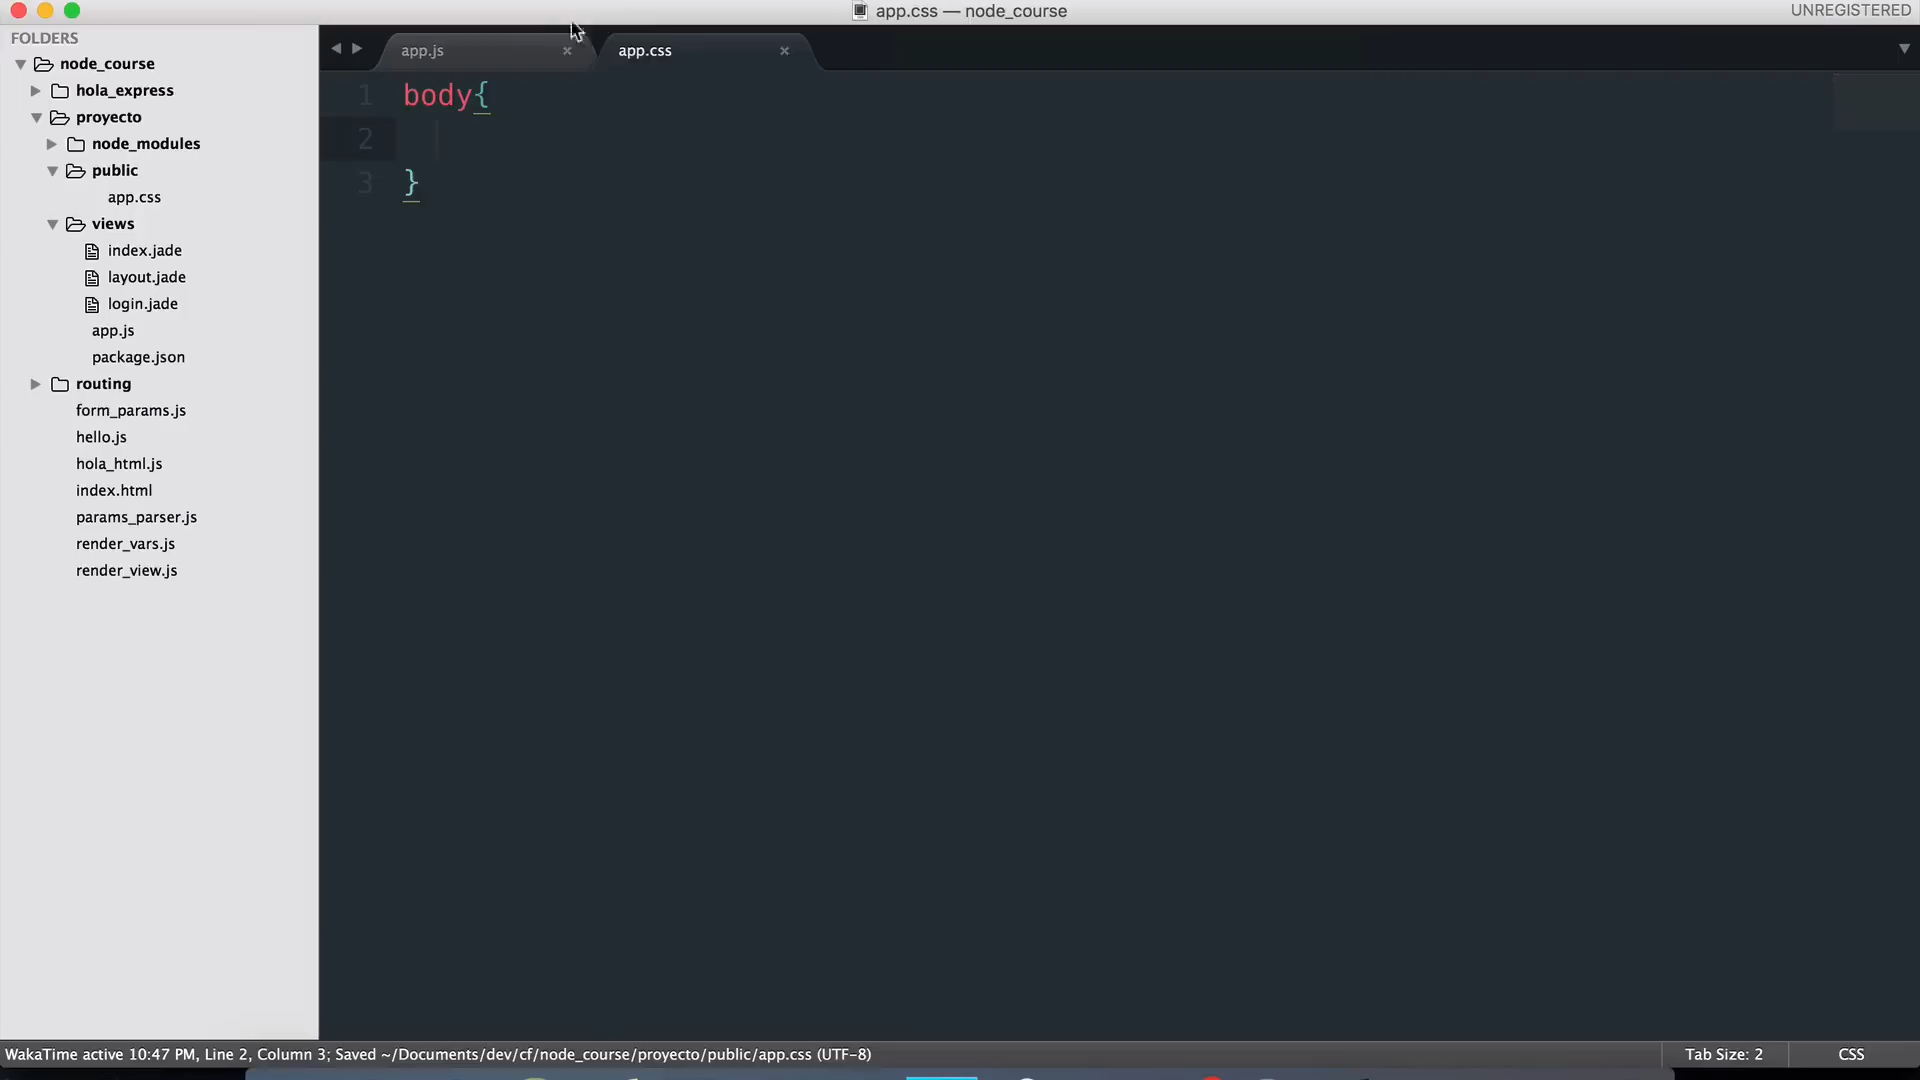 app.css — node_course
UNREGISTERED
FOLDERS
node_course
hola_express
proyecto
node_modules
public
app.css
views
index.jade
layout.jade
login.jade
app.js
package.json
routing
form_params.js
hello.js
hola_html.js
index.html
params_parser.js
render_vars.js
render_view.js
app.js
app.css
1 body{
2
3 }
WakaTime active 10:47 PM, Line 2, Column 3; Saved ~/Documents/dev/cf/node_course/proyecto/public/app.css (UTF-8)
Tab Size: 2
CSS